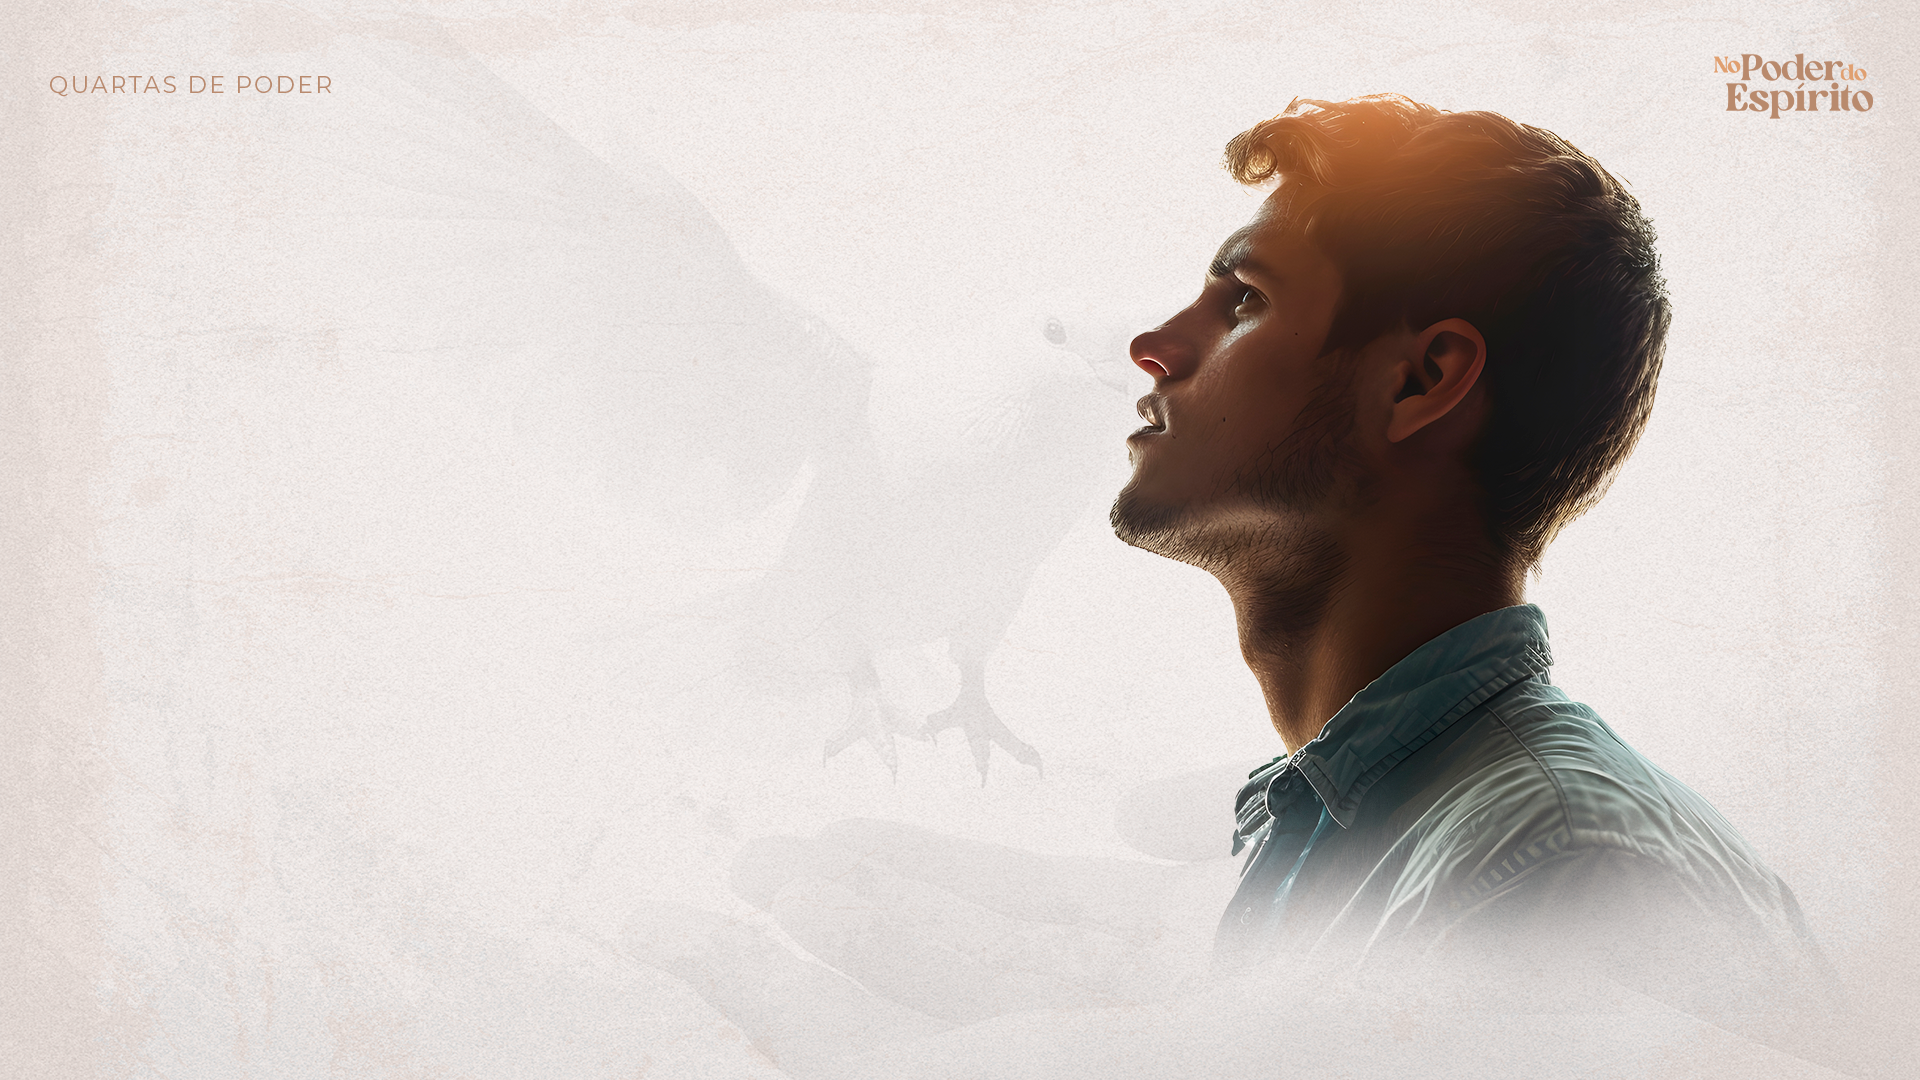 QUARTAS DE PODER
No Poder do
Espírito